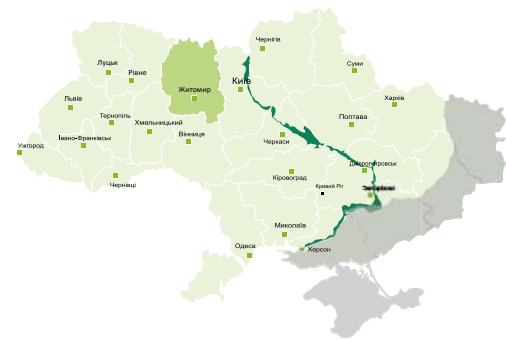 Чернігів
Луцьк
Рівне
Суми
Житомир
Київ
Львів
Харків
Тернопіль
Хмельницький
Полтава
Ужгород
Івано-Франківськ
Вінниця
Черкаси
Дніпропетровськ
Чернівці
Кіровоград
Кривий Ріг
Миколаїв
Одеса
Херсон